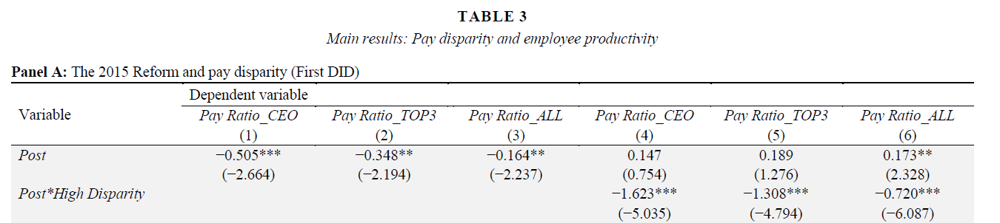 TABLE 3
Main results: Pay disparity and employee productivity
Panel A: The 2015 Reform and pay disparity (First DID)
Dependent variable
Variable Pay Ratio_CEO Pay Ratio_TOP3 Pay Ratio_ALL Pay Ratio_CEO Pay Ratio_TOP3 Pay Ratio_ALL
(1) (2) (3) (4) (5) (6)
Post −0.505*** −0.348** −0.164** 0.147 0.189 0.173**
(−2.664) (−2.194) (−2.237) (0.754) (1.276) (2.328)
Post*High Disparity −1.623*** −1.308*** −0.720***
(−5.035) (−4.794) (−6.087)